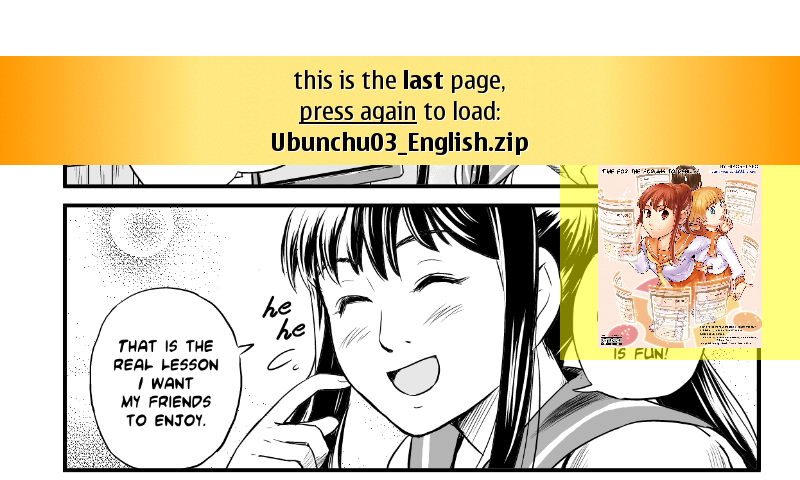 this is the last page,
press again to load:
Ubunchu03_English.zip
he
he
THAT IS THE
REAL LESSON
I WANT
MY FRIENDS
TO ENJOY.
IS FUN!